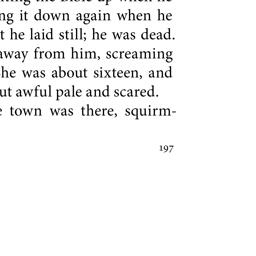 ng it down again when he
he laid still; he was dead.
away from him, screaming
he was about sixteen, and
ut awful pale and scared.
town was there, squirm-
197